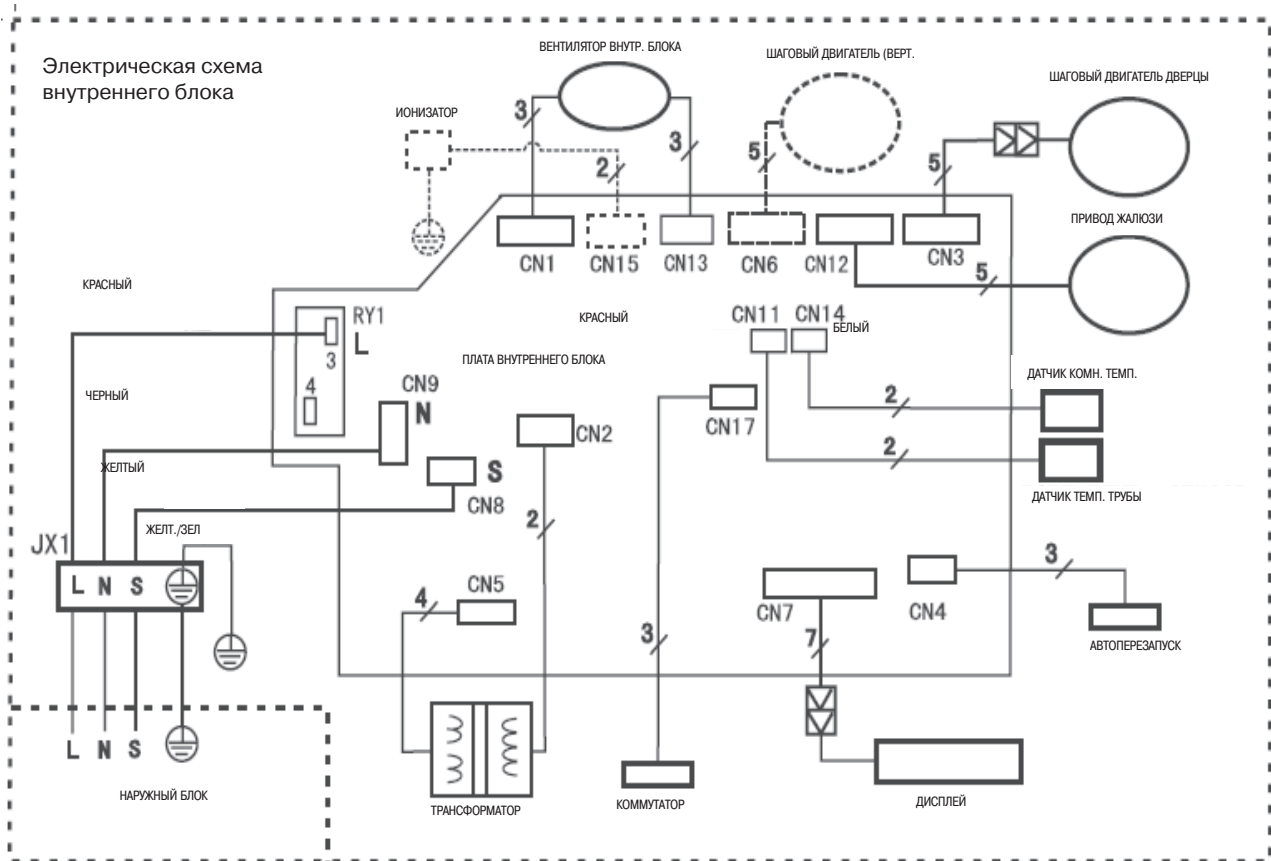 Электрическая схема
внутреннего блока
ВЕНТИЛЯТОР ВНУТР. БЛОКА
ШАГОВЫЙ ДВИГАТЕЛЬ (ВЕРТ.
ШАГОВЫЙ ДВИГАТЕЛЬ ДВЕРЦЫ
ИОНИЗАТОР
3
3
5
5
2
CN1
CN15
CN13
CN6
CN12
CN3
ПРИВОД ЖАЛЮЗИ
5
КРАСНЫЙ
RY1
L
3
4
КРАСНЫЙ
CN11
CN14
БЕЛЫЙ
ПЛАТА ВНУТРЕННЕГО БЛОКА
ДАТЧИК КОМН. ТЕМП.
ЧЕРНЫЙ
CN9
N
CN2
CN17
2
2
ЖЕЛТЫЙ
S
CN8
ДАТЧИК ТЕМП. ТРУБЫ
ЖЕЛТ./ЗЕЛ
2
JX1
L N S
4
CN5
CN7
CN4
3
АВТОПЕРЕЗАПУСК
3
7
L N S
НАРУЖНЫЙ БЛОК
ТРАНСФОРМАТОР
КОММУТАТОР
ДИСПЛЕЙ